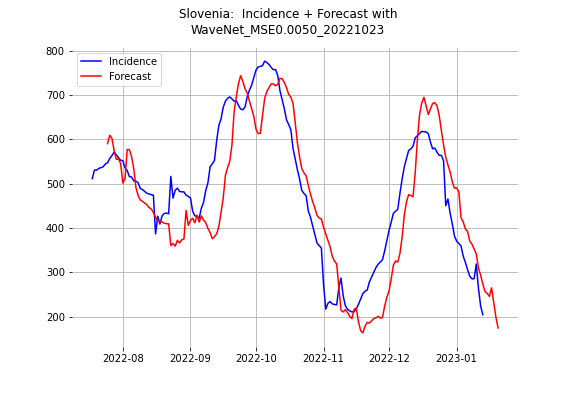 Slovenia:  Incidence + Forecast with
WaveNet_MSE0.0050_20221023
Incidence
Forecast
800
700
600
500
400
300
200
2022-08 2022-09 2022-10 2022-11 2022-12 2023-01